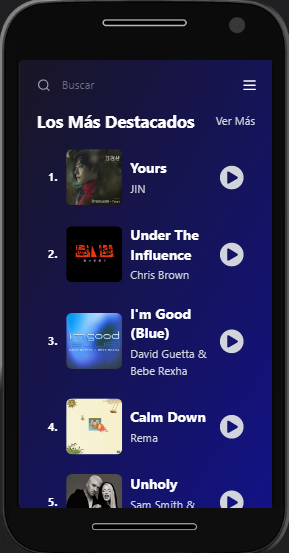 Buscar
Los Más Destacados
Ver Más
1.
Yours
JIN
2.
Under The
Influence
Chris Brown
3.
i'm good
I'm Good
(Blue)
David Guetta &
Bebe Rexha
4.
Calm Down
Rema
5.
Unholy
Sam Smith &